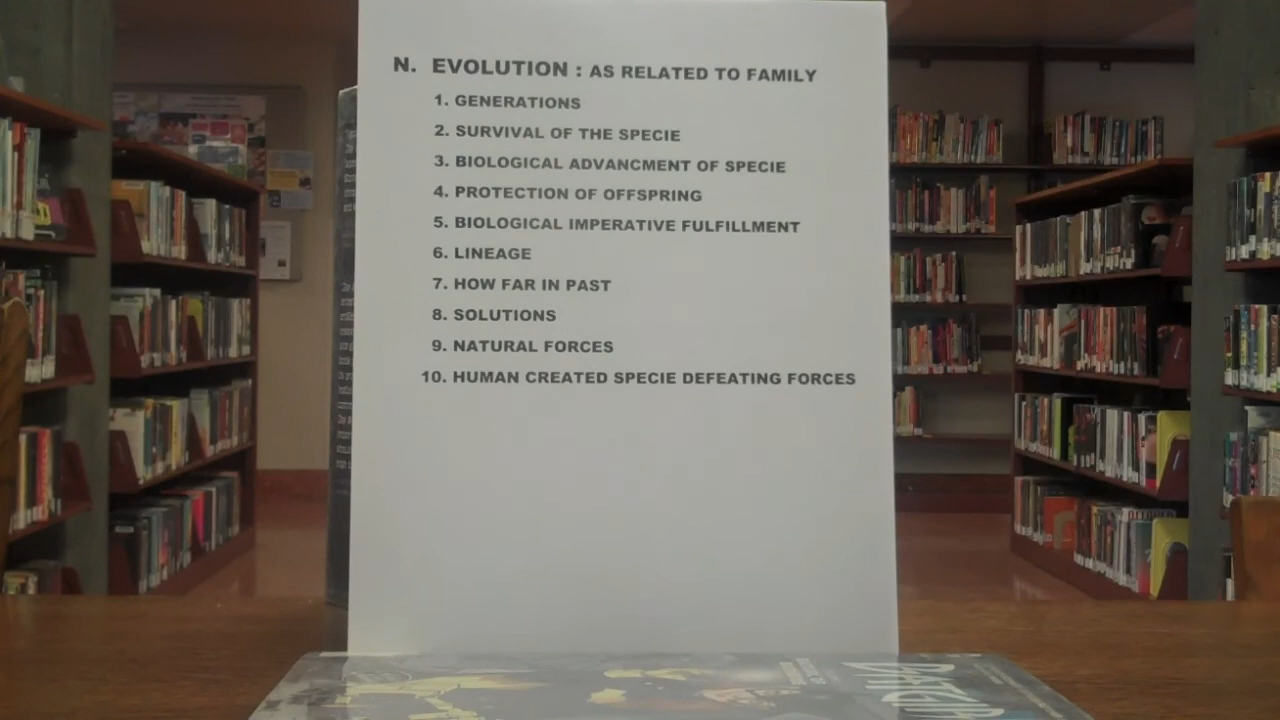 N. EVOLUTION : AS RELATED TO FAMILY
1. GENERATIONS
2. SURVIVAL OF THE SPECIE
3. BIOLOGICAL ADVANCMENT OF SPECIE
4. PROTECTION OF OFFSPRING
5. BIOLOGICAL IMPERATIVE FULFILLMENT
6. LINEAGE
7. HOW FAR IN PAST
8. SOLUTIONS
9. NATURAL FORCES
10. HUMAN CREATED SPECIE DEFEATING FORCES